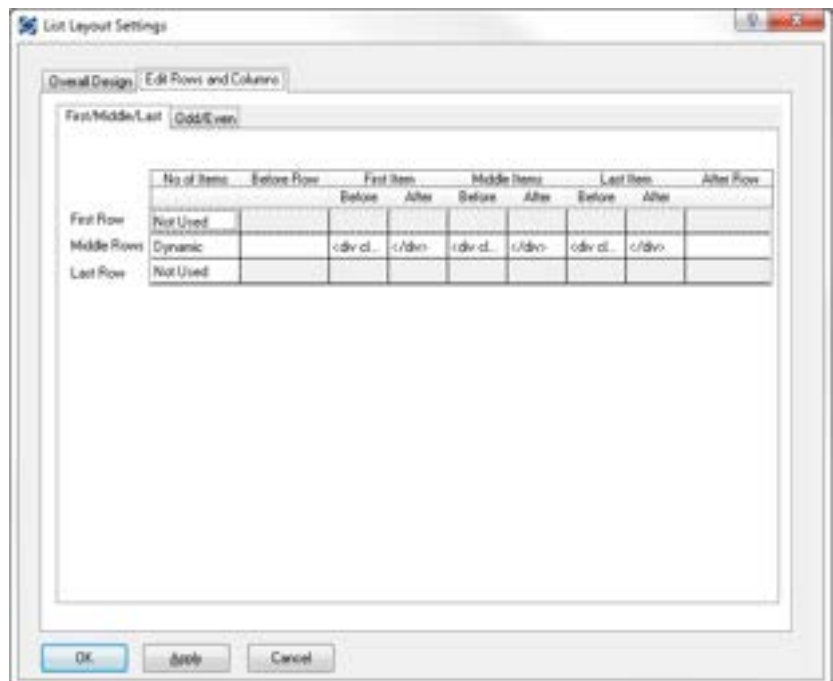 List Layout Settings
Overall Design Edit Rows and Columns
First/Middle/Last Odd/Even
No of Items Before Row First Item Middle Items Last Item After Row
Before After Before After Before After
First Row Not Used
Middle Rows Dynamic <div cl... </div> <div cl... </div> <div cl... </div>
Last Row Not Used
OK Apply Cancel